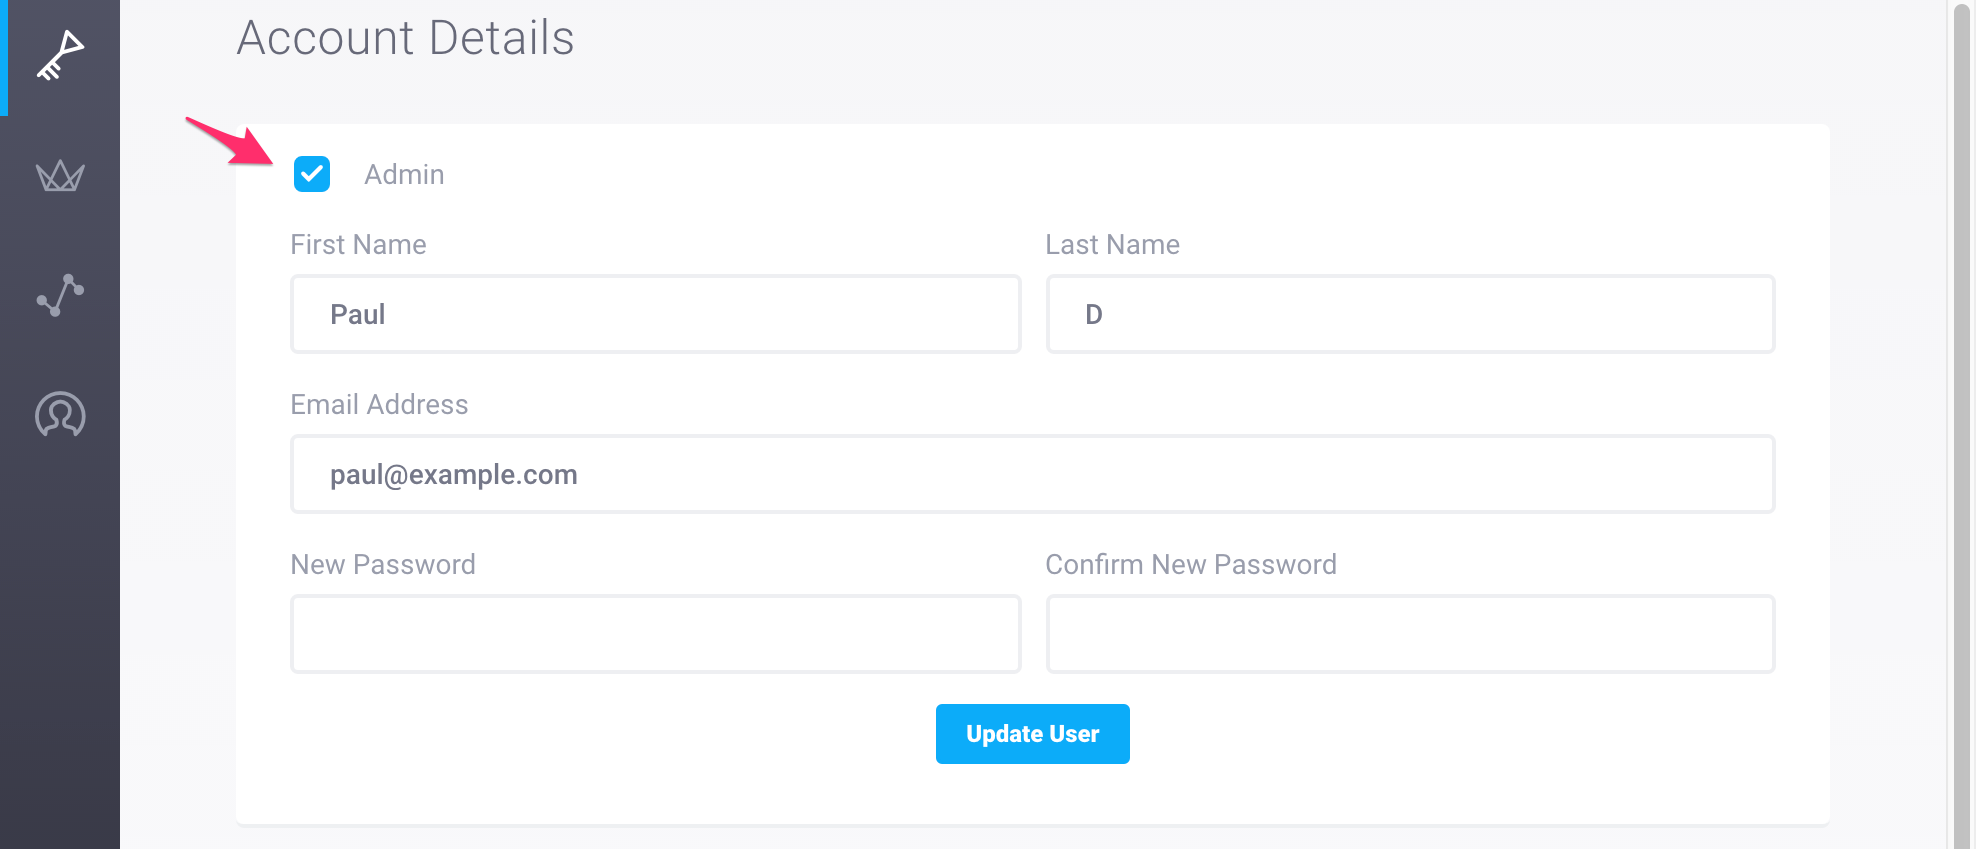 Account Details
Admin
First Name
Last Name
Paul
D
Email Address
paul@example.com
New Password
Confirm New Password
Update User